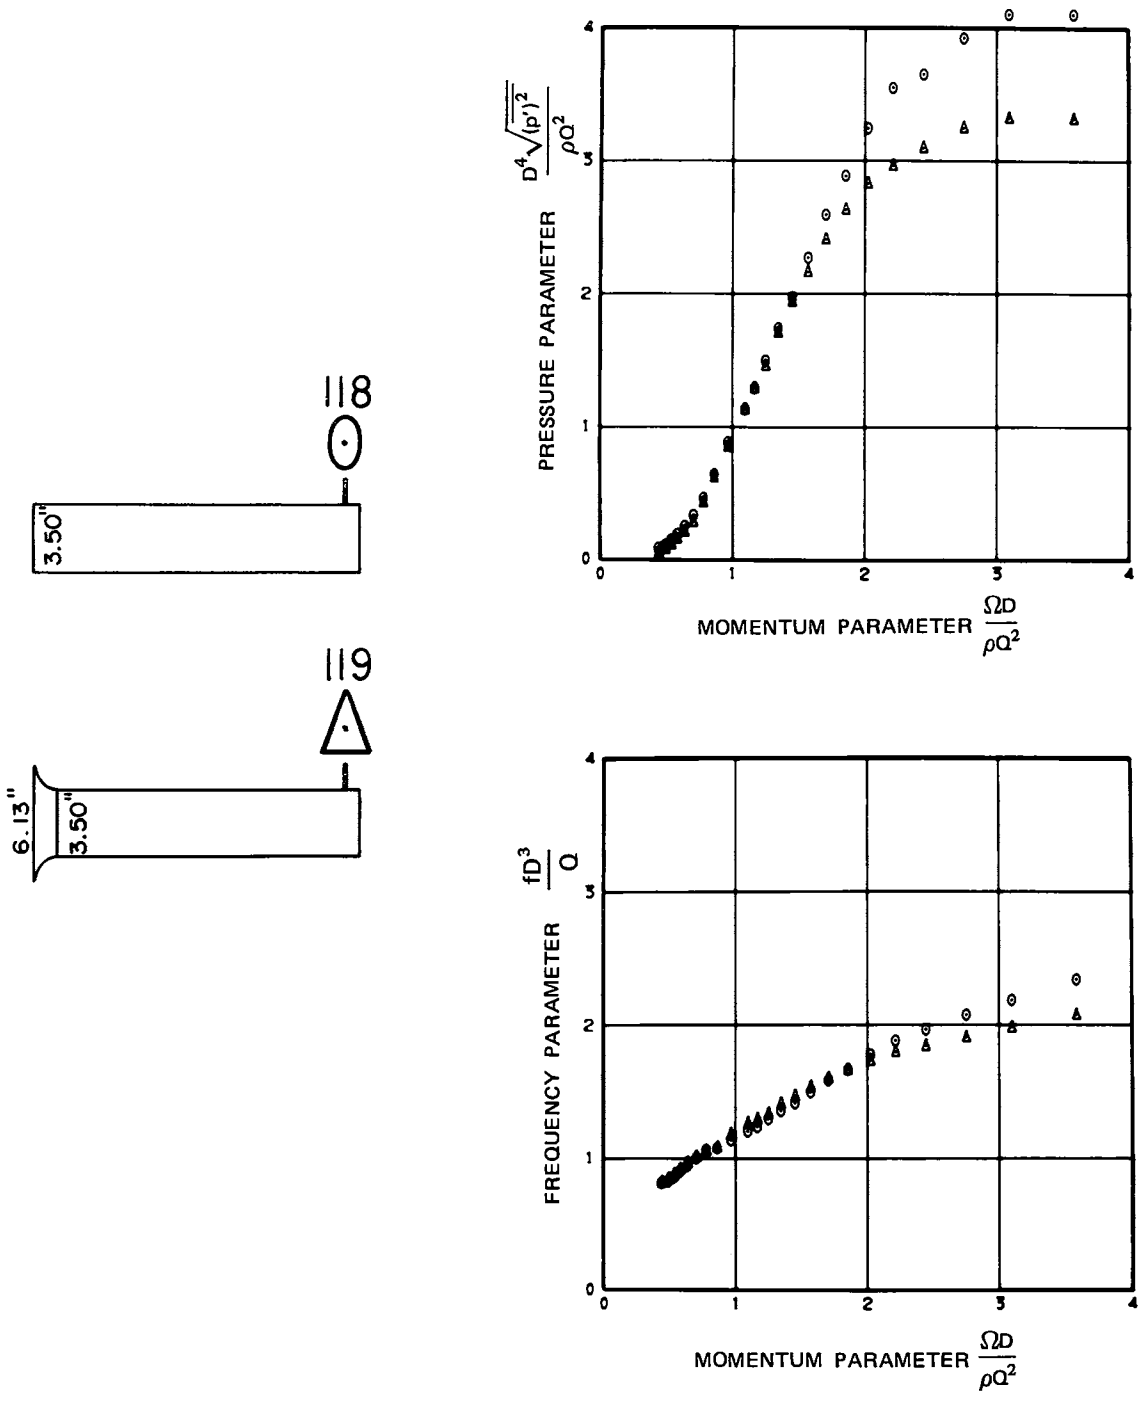 118
3.50"
119
6.13"
3.50"
PRESSURE PARAMETER D⁴√(p')² / ρQ²
4
3
2
1
0
0 1 2 3 4
MOMENTUM PARAMETER ΩD / ρQ²
FREQUENCY PARAMETER fD³ / Q
4
3
2
1
0
0 1 2 3 4
MOMENTUM PARAMETER ΩD / ρQ²